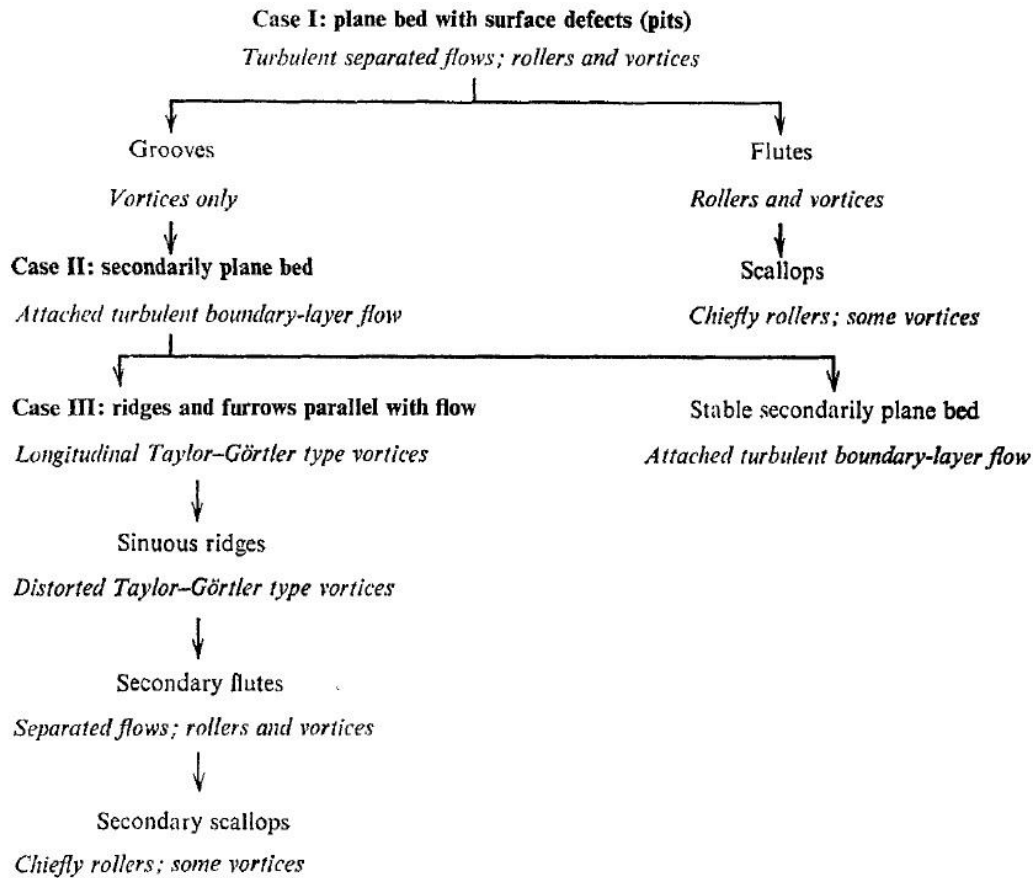 Case I: plane bed with surface defects (pits)
Turbulent separated flows; rollers and vortices
Grooves
Flutes
Vortices only
Rollers and vortices
Case II: secondarily plane bed
Scallops
Attached turbulent boundary-layer flow
Chiefly rollers; some vortices
Case III: ridges and furrows parallel with flow
Stable secondarily plane bed
Longitudinal Taylor–Görtler type vortices
Attached turbulent boundary-layer flow
Sinuous ridges
Distorted Taylor–Görtler type vortices
Secondary flutes
Separated flows; rollers and vortices
Secondary scallops
Chiefly rollers; some vortices